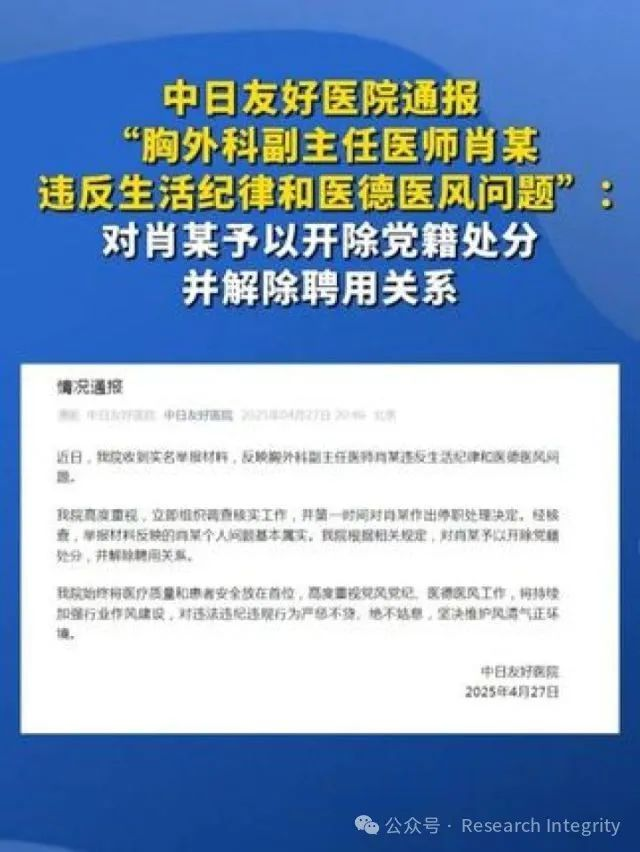 中日友好医院通报
“胸外科副主任医师肖某
违反生活纪律和医德医风问题”：
对肖某予以开除党籍处分
并解除聘用关系
情况通报
中日友好医院 中日友好医院 2025年04月27日 20:46 北京
近日，我院收到实名举报材料，反映胸外科副主任医师肖某违反生活纪律和医德医风问
题。
我院高度重视，立即组织调查核实工作，并第一时间对肖某作出停职处理决定。经核
查，举报材料反映的肖某个人问题基本属实。我院根据相关规定，对肖某予以开除党籍
处分，并解除聘用关系。
我院始终将医疗质量和患者安全放在首位，高度重视党风党纪、医德医风工作，将持续
加强行业作风建设，对违法违纪违规行为严惩不贷、绝不姑息，坚决维护风清气正环
境。
中日友好医院
2025年4月27日
公众号 · Research Integrity